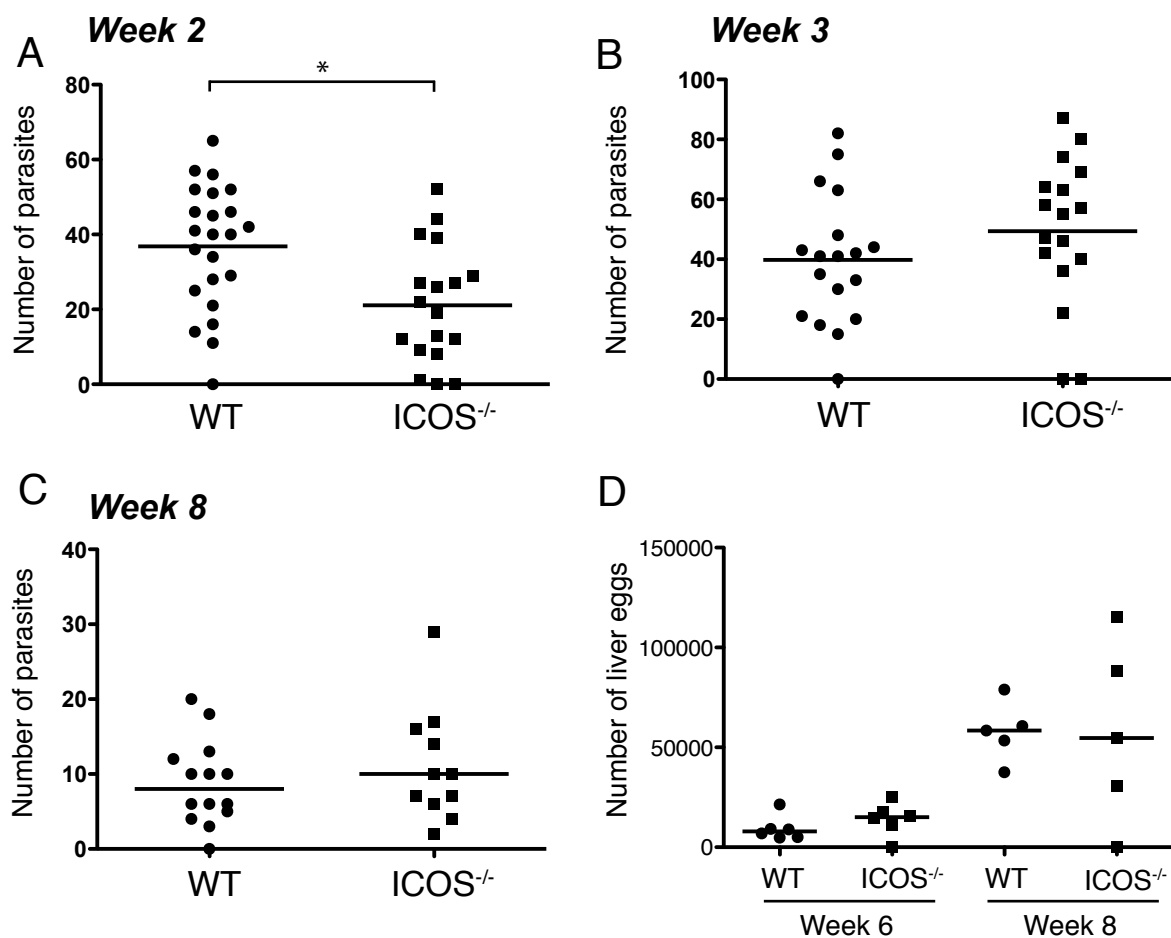 A
Week 2
*
Number of parasites
80
60
40
20
0
WT
ICOS-/-
B
Week 3
Number of parasites
100
80
60
40
20
0
WT
ICOS-/-
C
Week 8
Number of parasites
40
30
20
10
0
WT
ICOS-/-
D
Number of liver eggs
150000
100000
50000
0
WT
ICOS-/-
WT
ICOS-/-
Week 6
Week 8